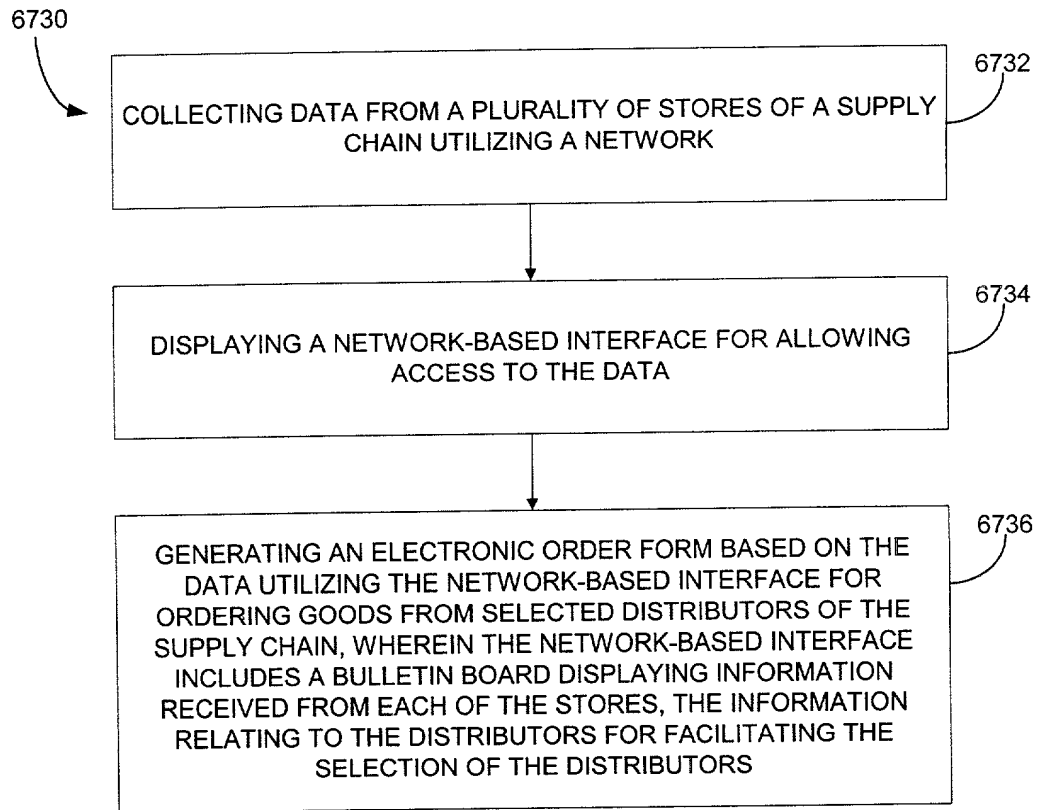 6730
6732
COLLECTING DATA FROM A PLURALITY OF STORES OF A SUPPLY
CHAIN UTILIZING A NETWORK
6734
DISPLAYING A NETWORK-BASED INTERFACE FOR ALLOWING
ACCESS TO THE DATA
6736
GENERATING AN ELECTRONIC ORDER FORM BASED ON THE
DATA UTILIZING THE NETWORK-BASED INTERFACE FOR
ORDERING GOODS FROM SELECTED DISTRIBUTORS OF THE
SUPPLY CHAIN, WHEREIN THE NETWORK-BASED INTERFACE
INCLUDES A BULLETIN BOARD DISPLAYING INFORMATION
RECEIVED FROM EACH OF THE STORES, THE INFORMATION
RELATING TO THE DISTRIBUTORS FOR FACILITATING THE
SELECTION OF THE DISTRIBUTORS